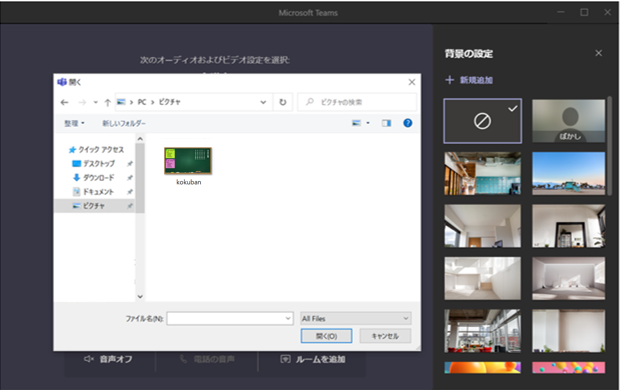 Microsoft Teams
次のオーディオおよびビデオ設定を選択:
背景の設定
新規追加
ぼかし
開く
PC > ピクチャ
ピクチャの検索
整理
新しいフォルダー
クイック アクセス
デスクトップ
ダウンロード
ドキュメント
ピクチャ
kokuban
ファイル名(N):
All Files
開く(O)
キャンセル
音声オフ
電話の音声
ルームを追加